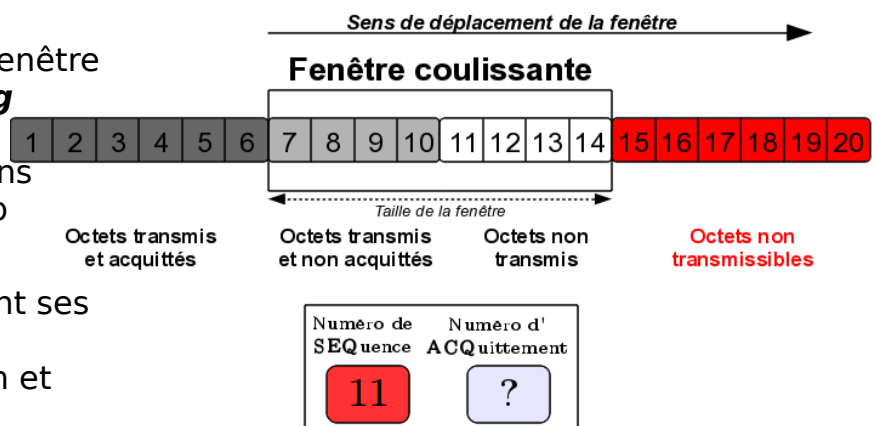 Sens de déplacement de la fenêtre
enêtre
Fenêtre coulissante
g
1 2 3 4 5 6 7 8 9 10 11 12 13 14 15 16 17 18 19 20
ns
Taille de la fenêtre
Octets transmis
et acquittés
Octets transmis
et non acquittés
Octets non
transmis
Octets non
transmissibles
nt ses
n et
Numéro de
SEQuence
Numéro d'
ACQuittement
11
?